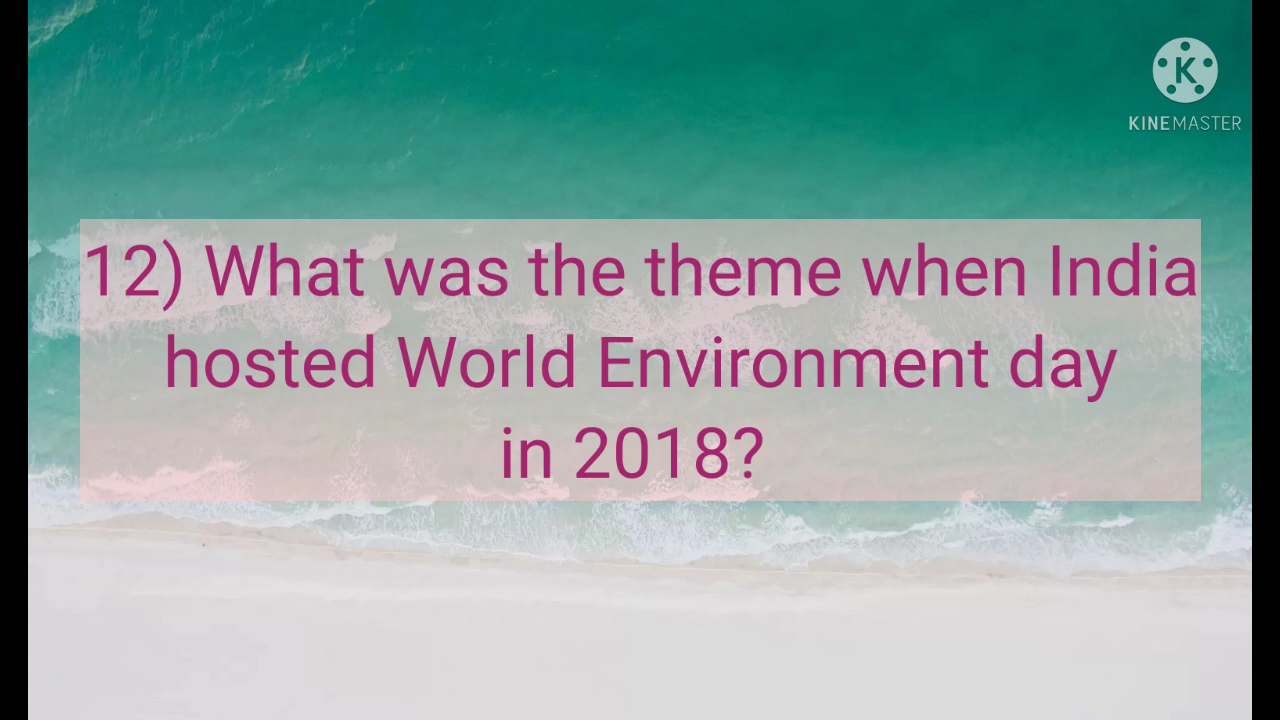 K
KINEMASTER
12) What was the theme when India
hosted World Environment day
in 2018?